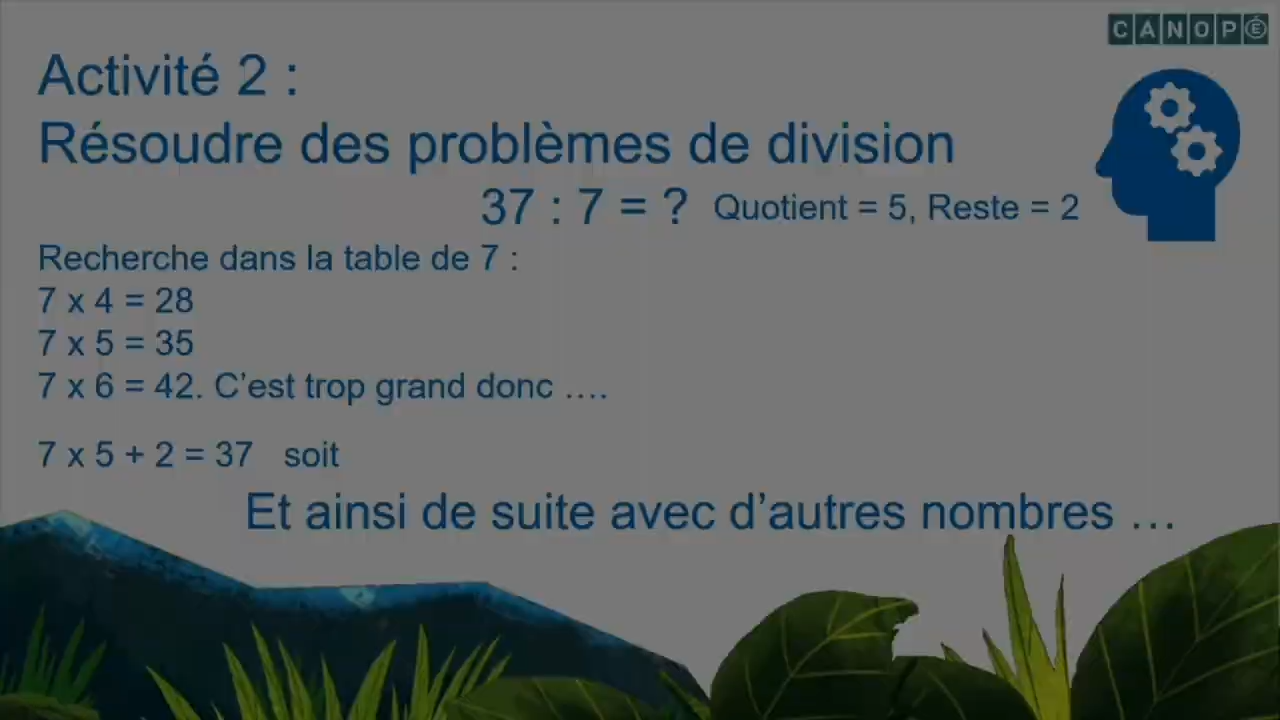 CANOPÉ
Activité 2 :
Résoudre des problèmes de division
37 : 7 = ? Quotient = 5, Reste = 2
Recherche dans la table de 7 :
7 x 4 = 28
7 x 5 = 35
7 x 6 = 42. C’est trop grand donc ….
7 x 5 + 2 = 37 soit
Et ainsi de suite avec d’autres nombres …